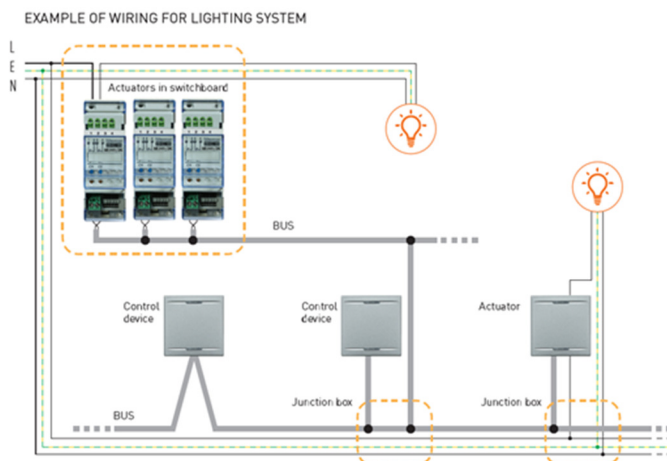 EXAMPLE OF WIRING FOR LIGHTING SYSTEM
L
E
N
Actuators in switchboard
BUS
Control
device
Control
device
Actuator
Junction box
Junction box
BUS